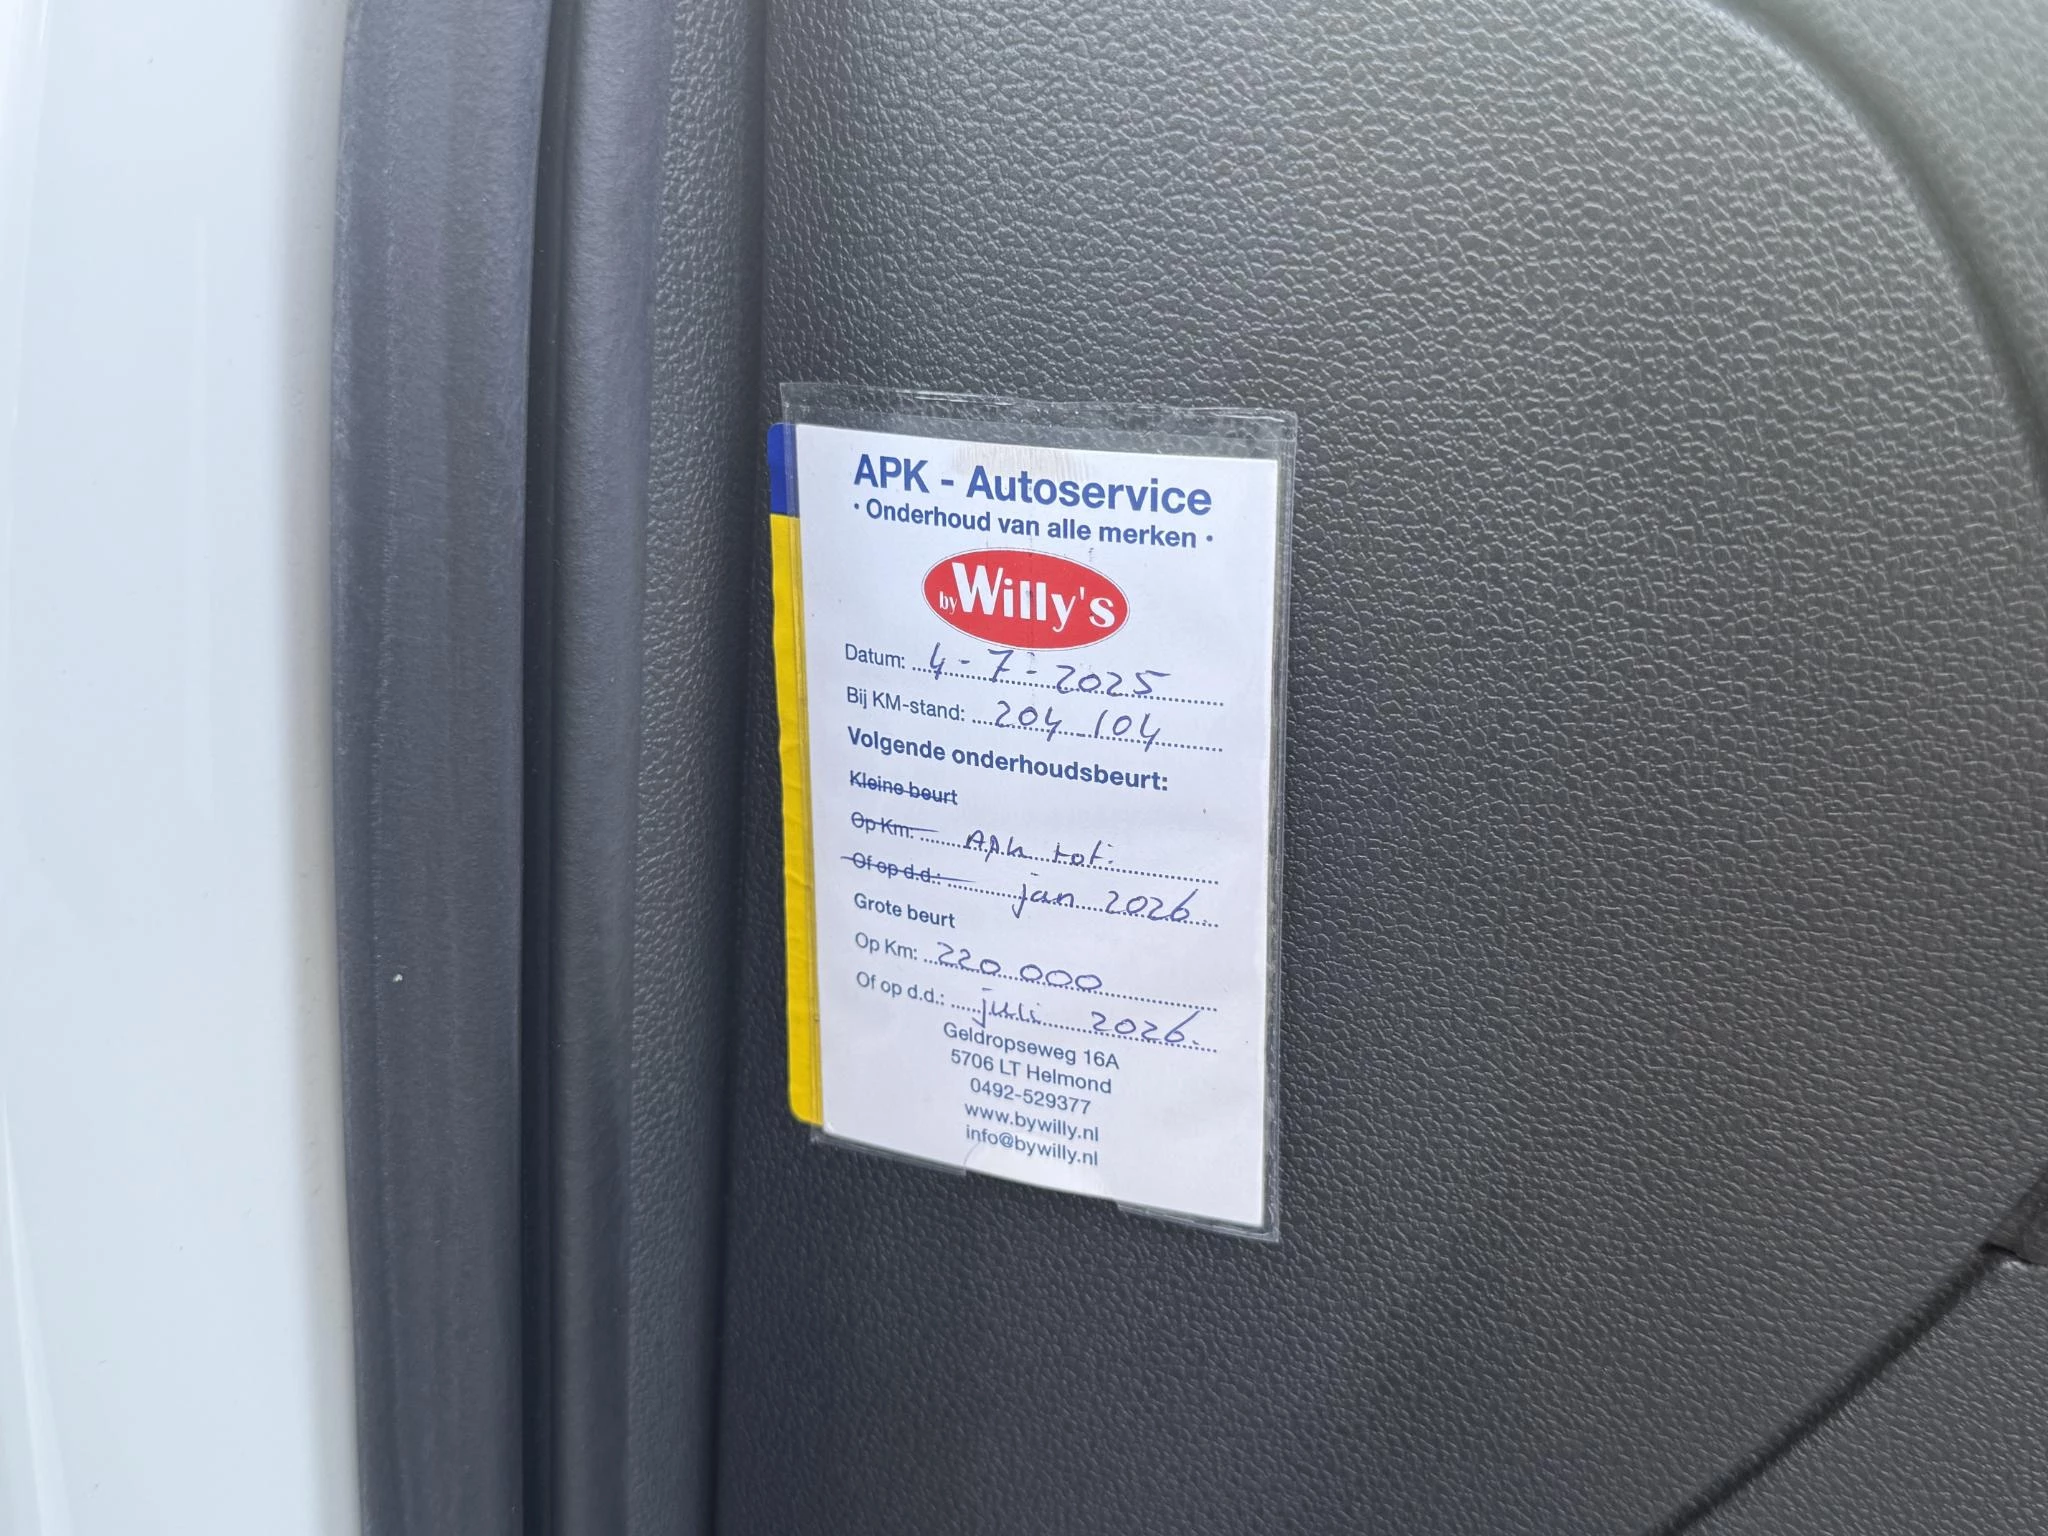 APK - Autoservice
• Onderhoud van alle merken •
by Willy's
Datum: 4-7-2025
Bij KM-stand: 204 104
Volgende onderhoudsbeurt:
Kleine beurt
Op Km: APk tot.
Of op d.d.: jan 2026.
Grote beurt
Op Km: 220 000
Of op d.d.: juli 2026.
Geldropseweg 16A
5706 LT Helmond
0492-529377
www.bywilly.nl
info@bywilly.nl